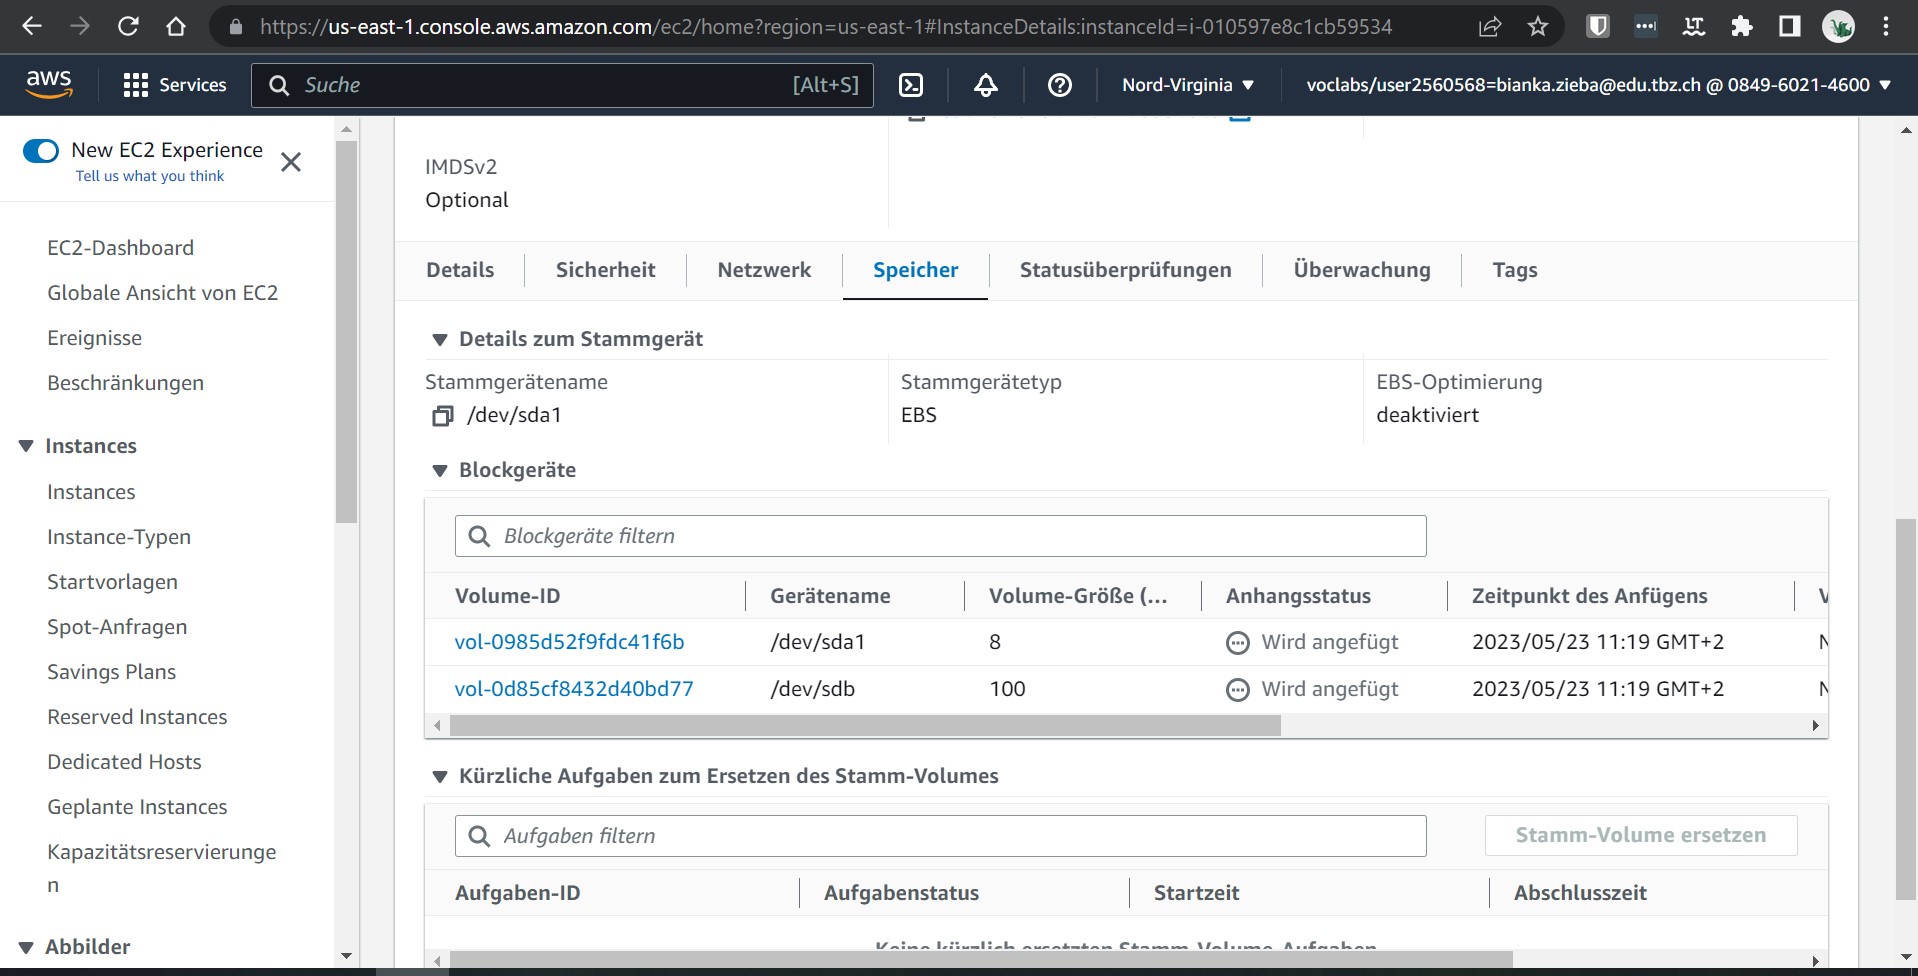 https://us-east-1.console.aws.amazon.com/ec2/home?region=us-east-1#InstanceDetails:instanceId=i-010597e8c1cb59534
aws
Services
Suche
[Alt+S]
Nord-Virginia
voclabs/user2560568=bianka.zieba@edu.tbz.ch @ 0849-6021-4600
New EC2 Experience
Tell us what you think
EC2-Dashboard
Globale Ansicht von EC2
Ereignisse
Beschränkungen
Instances
Instances
Instance-Typen
Startvorlagen
Spot-Anfragen
Savings Plans
Reserved Instances
Dedicated Hosts
Geplante Instances
Kapazitätsreservierunge
n
Abbilder
IMDSv2
Optional
Details Sicherheit Netzwerk Speicher Statusüberprüfungen Überwachung Tags
Details zum Stammgerät
Stammgerätename Stammgerätetyp EBS-Optimierung
/dev/sda1 EBS deaktiviert
Blockgeräte
Blockgeräte filtern
Volume-ID Gerätename Volume-Größe (... Anhangsstatus Zeitpunkt des Anfügens V
vol-0985d52f9fdc41f6b /dev/sda1 8 Wird angefügt 2023/05/23 11:19 GMT+2 N
vol-0d85cf8432d40bd77 /dev/sdb 100 Wird angefügt 2023/05/23 11:19 GMT+2 N
Kürzliche Aufgaben zum Ersetzen des Stamm-Volumes
Aufgaben filtern
Stamm-Volume ersetzen
Aufgaben-ID Aufgabenstatus Startzeit Abschlusszeit
Keine kürzlich ersetzten Stamm-Volume-Aufgaben